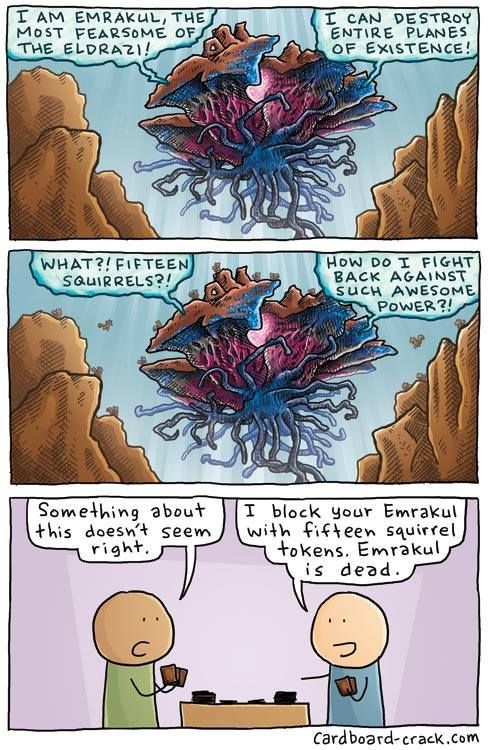 I AM EMRAKUL, THE
MOST FEARSOME OF
THE ELDRAZI!
I CAN DESTROY
ENTIRE PLANES
OF EXISTENCE!
WHAT?! FIFTEEN
SQUIRRELS?!
HOW DO I FIGHT
BACK AGAINST
SUCH AWESOME
POWER?!
Something about
this doesn't seem
right.
I block your Emrakul
with fifteen squirrel
tokens. Emrakul
is dead.
Cardboard-crack.com